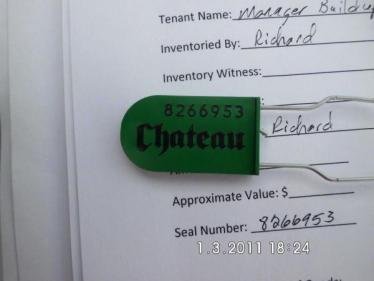 Tenant Name: Manager Buildup
Inventoried By: Richard
Inventory Witness:
8266953
Chateau
Richard
Approximate Value: $
Seal Number: 8266953
1.3.2011 18:24